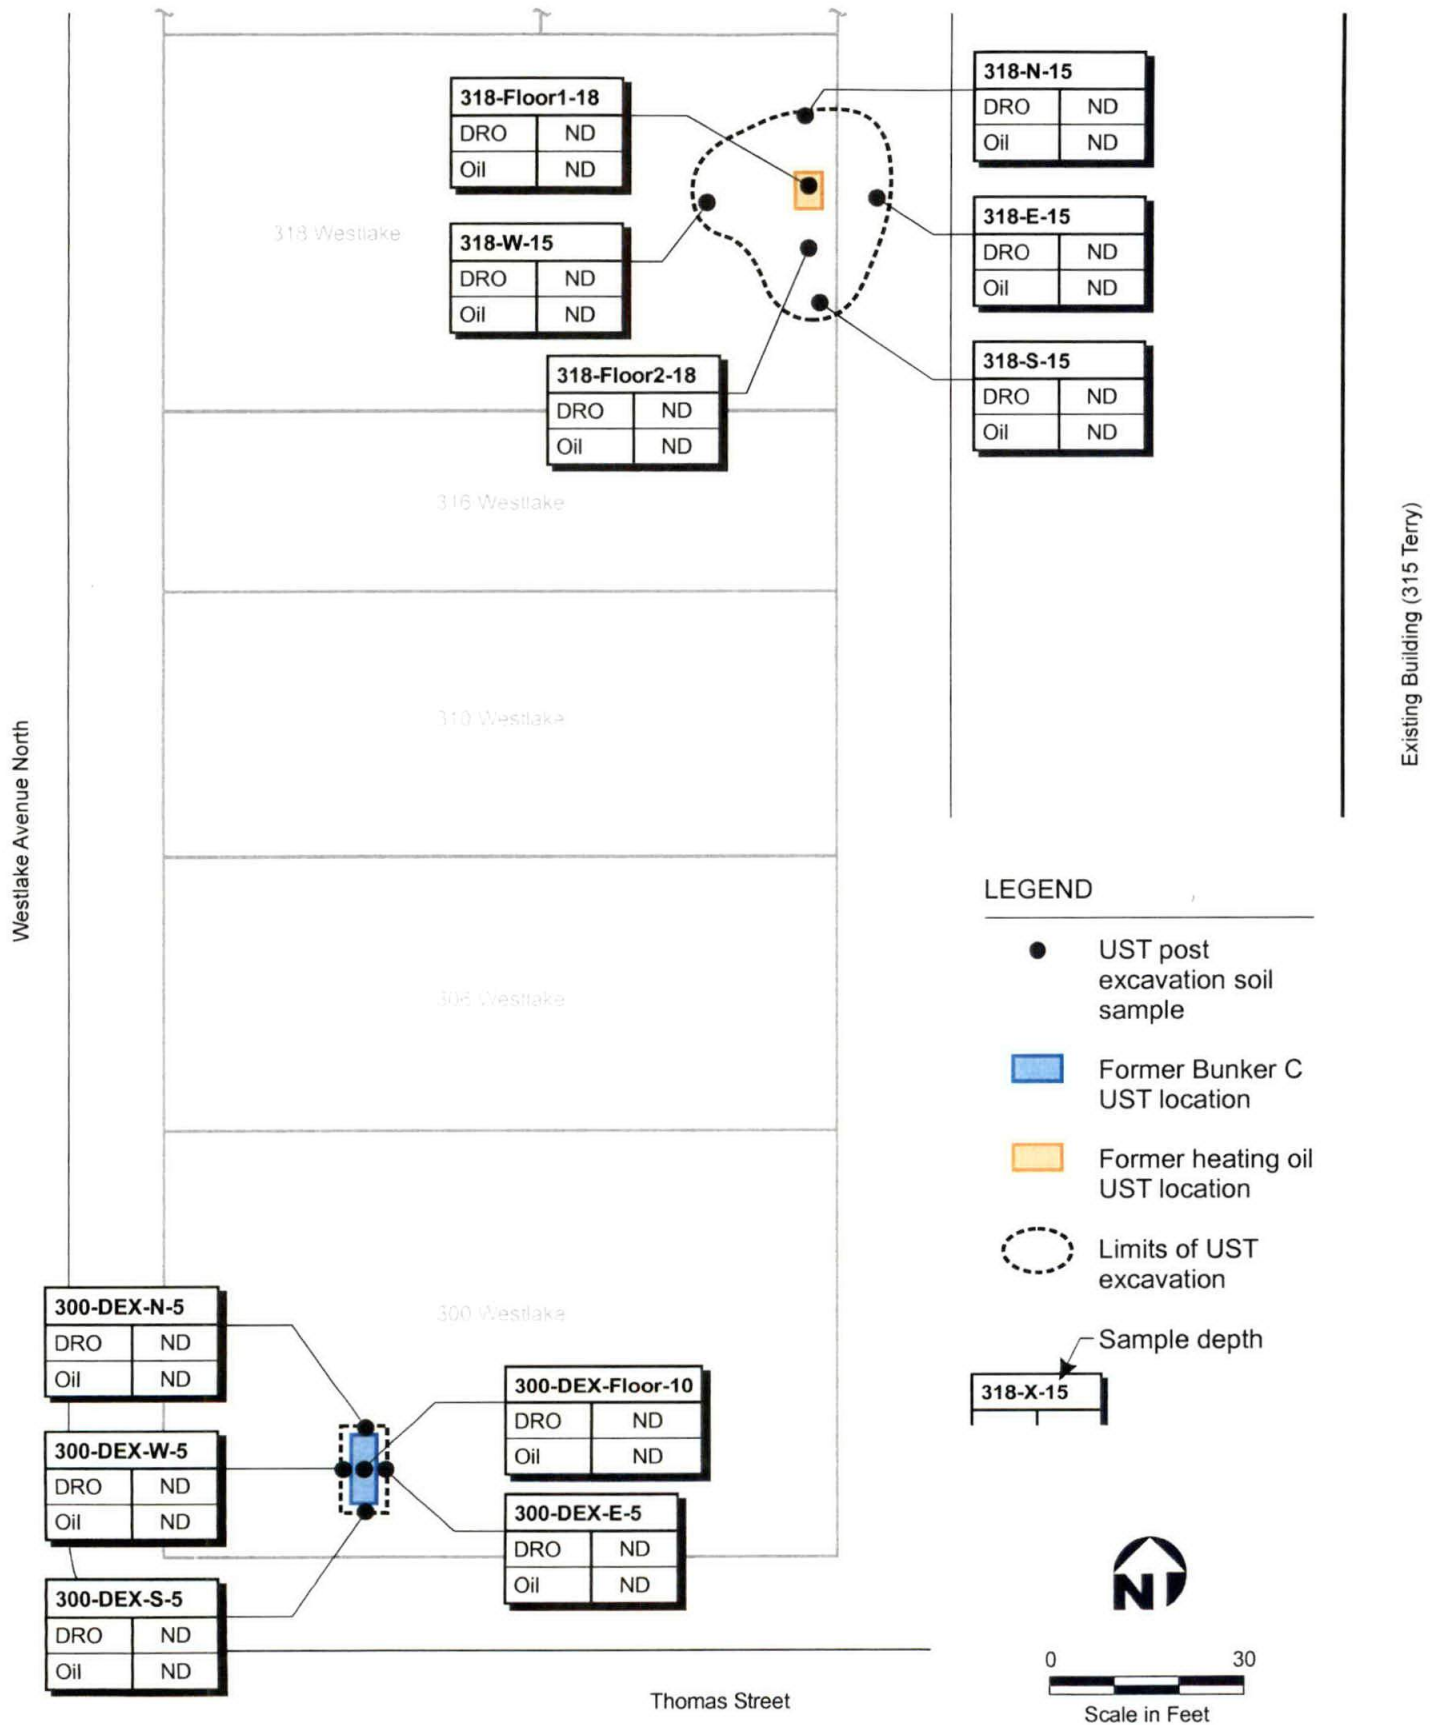 318-Floor1-18
DRO ND
Oil ND
318-N-15
DRO ND
Oil ND
318 Westlake
318-W-15
DRO ND
Oil ND
318-E-15
DRO ND
Oil ND
318-Floor2-18
DRO ND
Oil ND
318-S-15
DRO ND
Oil ND
316 Westlake
310 Westlake
306 Westlake
300 Westlake
Westlake Avenue North
Existing Building (315 Terry)
LEGEND
UST post
excavation soil
sample
Former Bunker C
UST location
Former heating oil
UST location
Limits of UST
excavation
Sample depth
318-X-15
300-DEX-N-5
DRO ND
Oil ND
300-DEX-W-5
DRO ND
Oil ND
300-DEX-S-5
DRO ND
Oil ND
300-DEX-Floor-10
DRO ND
Oil ND
300-DEX-E-5
DRO ND
Oil ND
N
0 30
Scale in Feet
Thomas Street